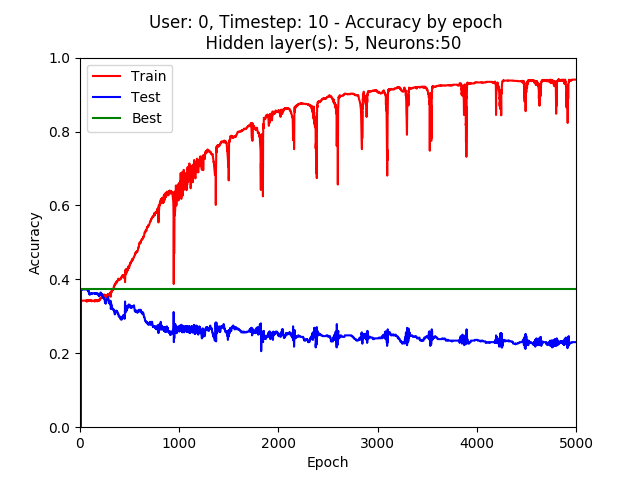 User: 0, Timestep: 10 - Accuracy by epoch
Hidden layer(s): 5, Neurons:50
1.0
Train
Test
Best
0.8
0.6
Accuracy
0.4
0.2
0.0
0
1000
2000
3000
4000
5000
Epoch